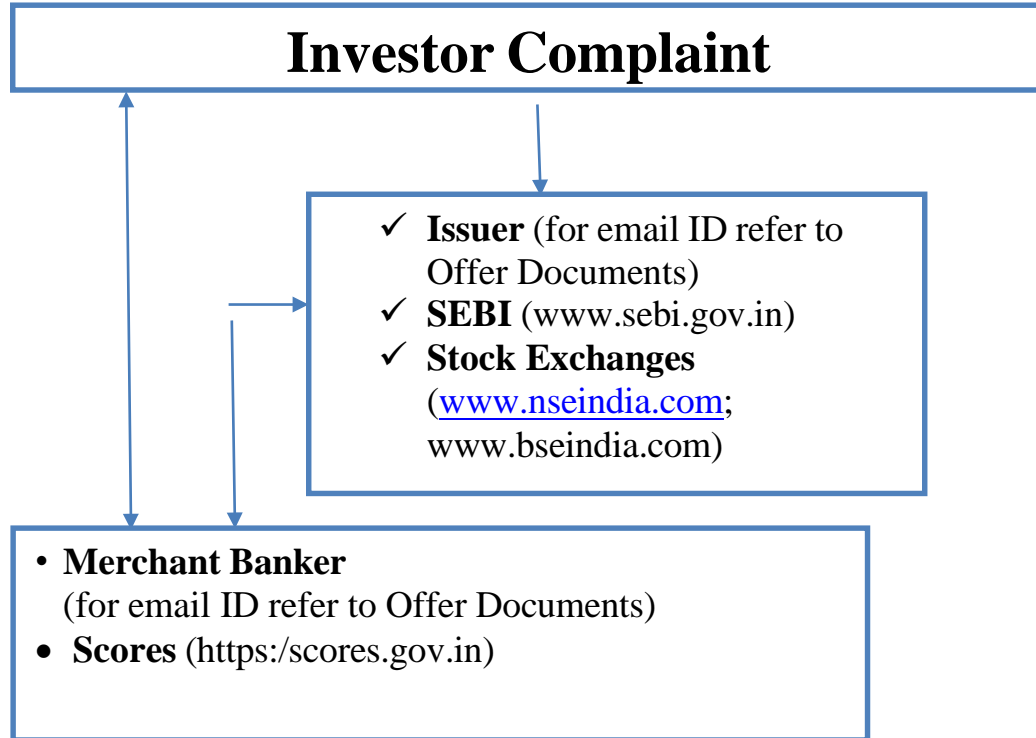 Investor Complaint
✓ Issuer (for email ID refer to
Offer Documents)
✓ SEBI (www.sebi.gov.in)
✓ Stock Exchanges
(www.nseindia.com;
www.bseindia.com)
• Merchant Banker
(for email ID refer to Offer Documents)
• Scores (https:/scores.gov.in)